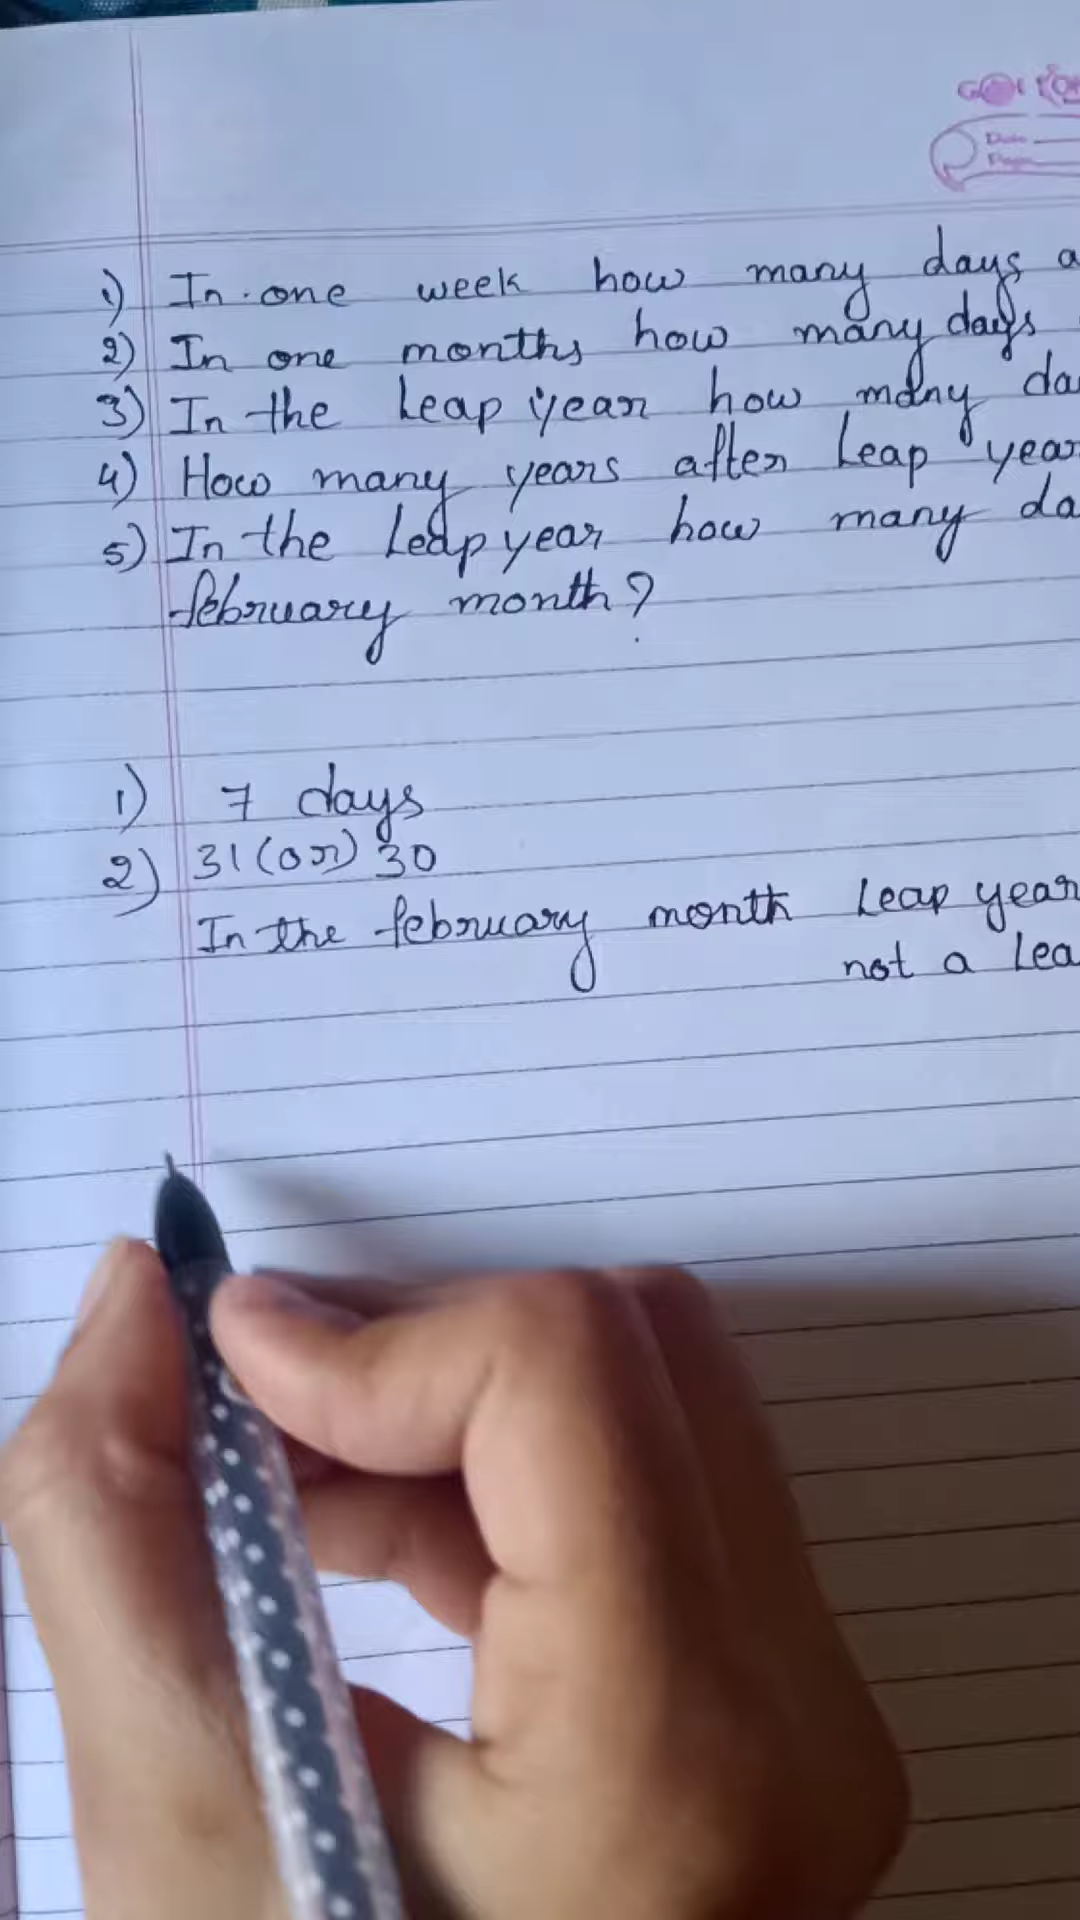 Date
Page
1) In one week how many days a
2) In one months how many days
3) In the Leap year how many da
4) How many years after Leap year
5) In the Leap year how many da
february month?
1) 7 days
2) 31 (or) 30
In the february month Leap year
not a Lea